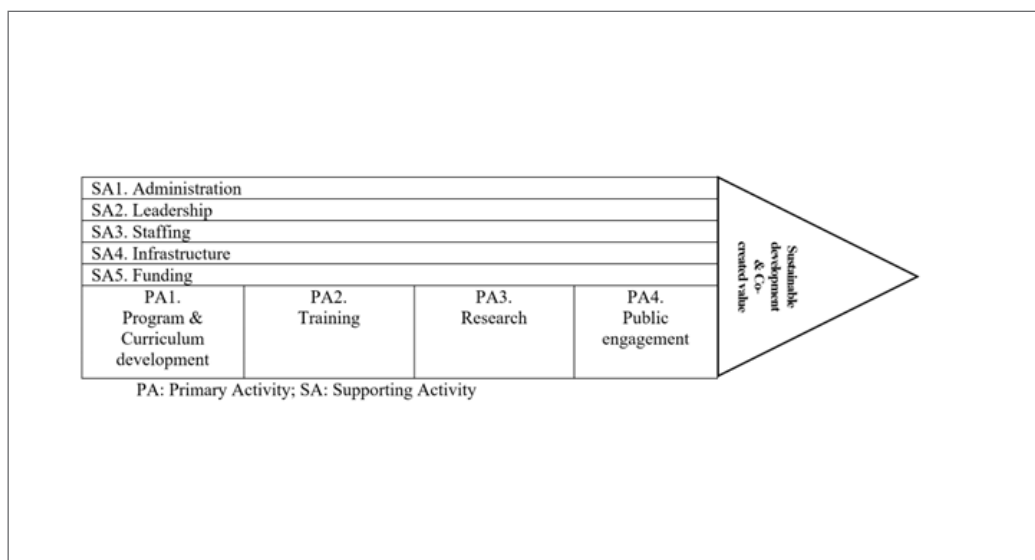 SA1. Administration
SA2. Leadership
SA3. Staffing
SA4. Infrastructure
SA5. Funding
PA1.
Program &
Curriculum
development
PA2.
Training
PA3.
Research
PA4.
Public
engagement
Sustainable
development
& Co-
created value
PA: Primary Activity; SA: Supporting Activity